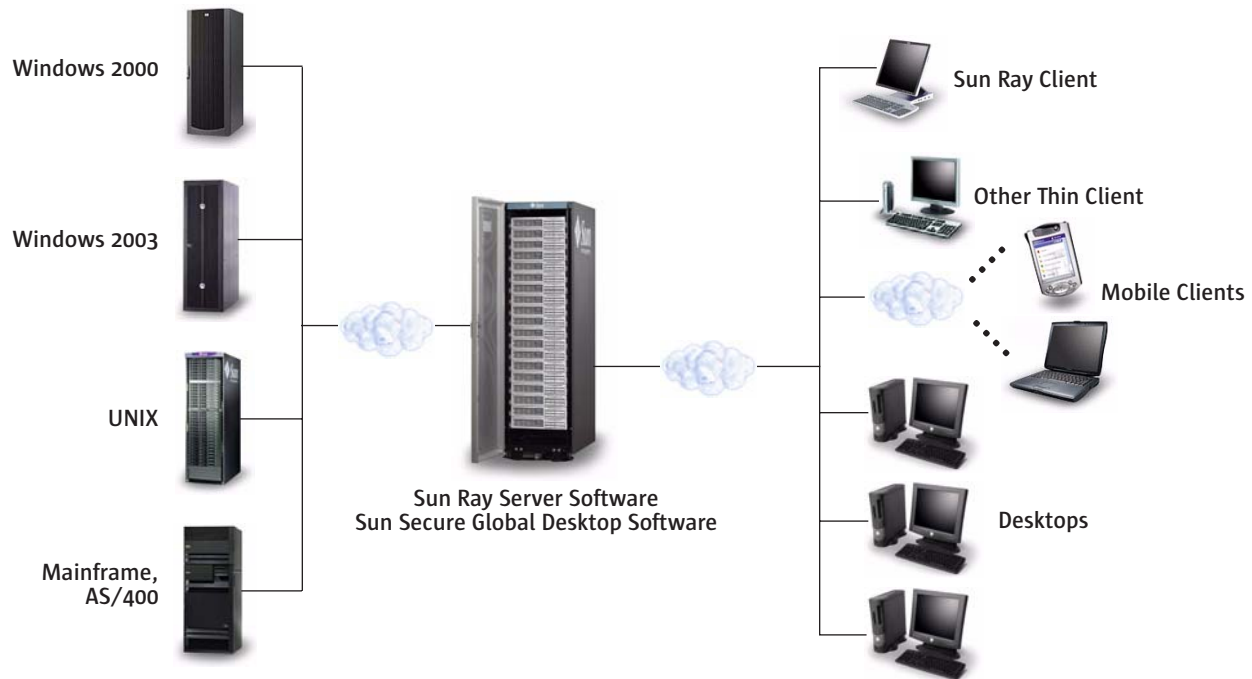 Windows 2000
Windows 2003
UNIX
Mainframe,
AS/400
Sun
Sun Ray Server Software
Sun Secure Global Desktop Software
Sun Ray Client
Other Thin Client
Mobile Clients
Desktops